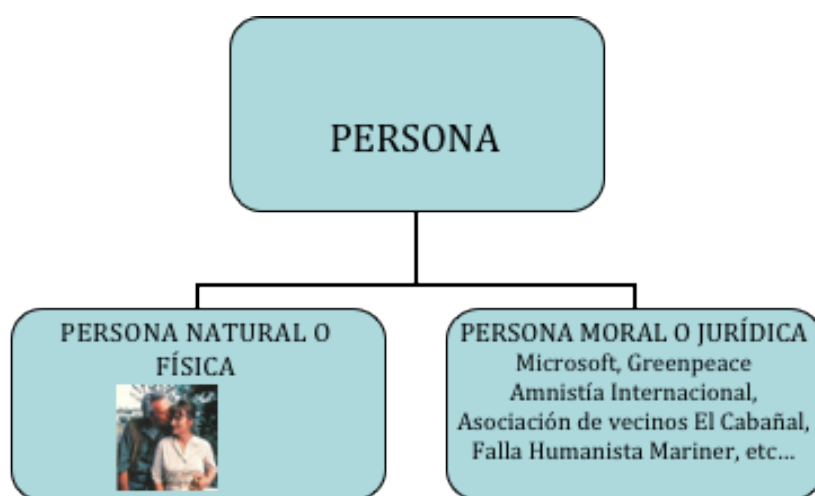 PERSONA
PERSONA NATURAL O
FÍSICA
PERSONA MORAL O JURÍDICA
Microsoft, Greenpeace
Amnistía Internacional,
Asociación de vecinos El Cabañal,
Falla Humanista Mariner, etc...